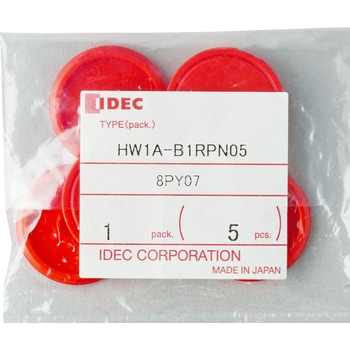 IDEC
TYPE(pack.)
HW1A-B1RPN05
8PY07
1 pack. ( 5 pcs. )
IDEC CORPORATION
MADE IN JAPAN